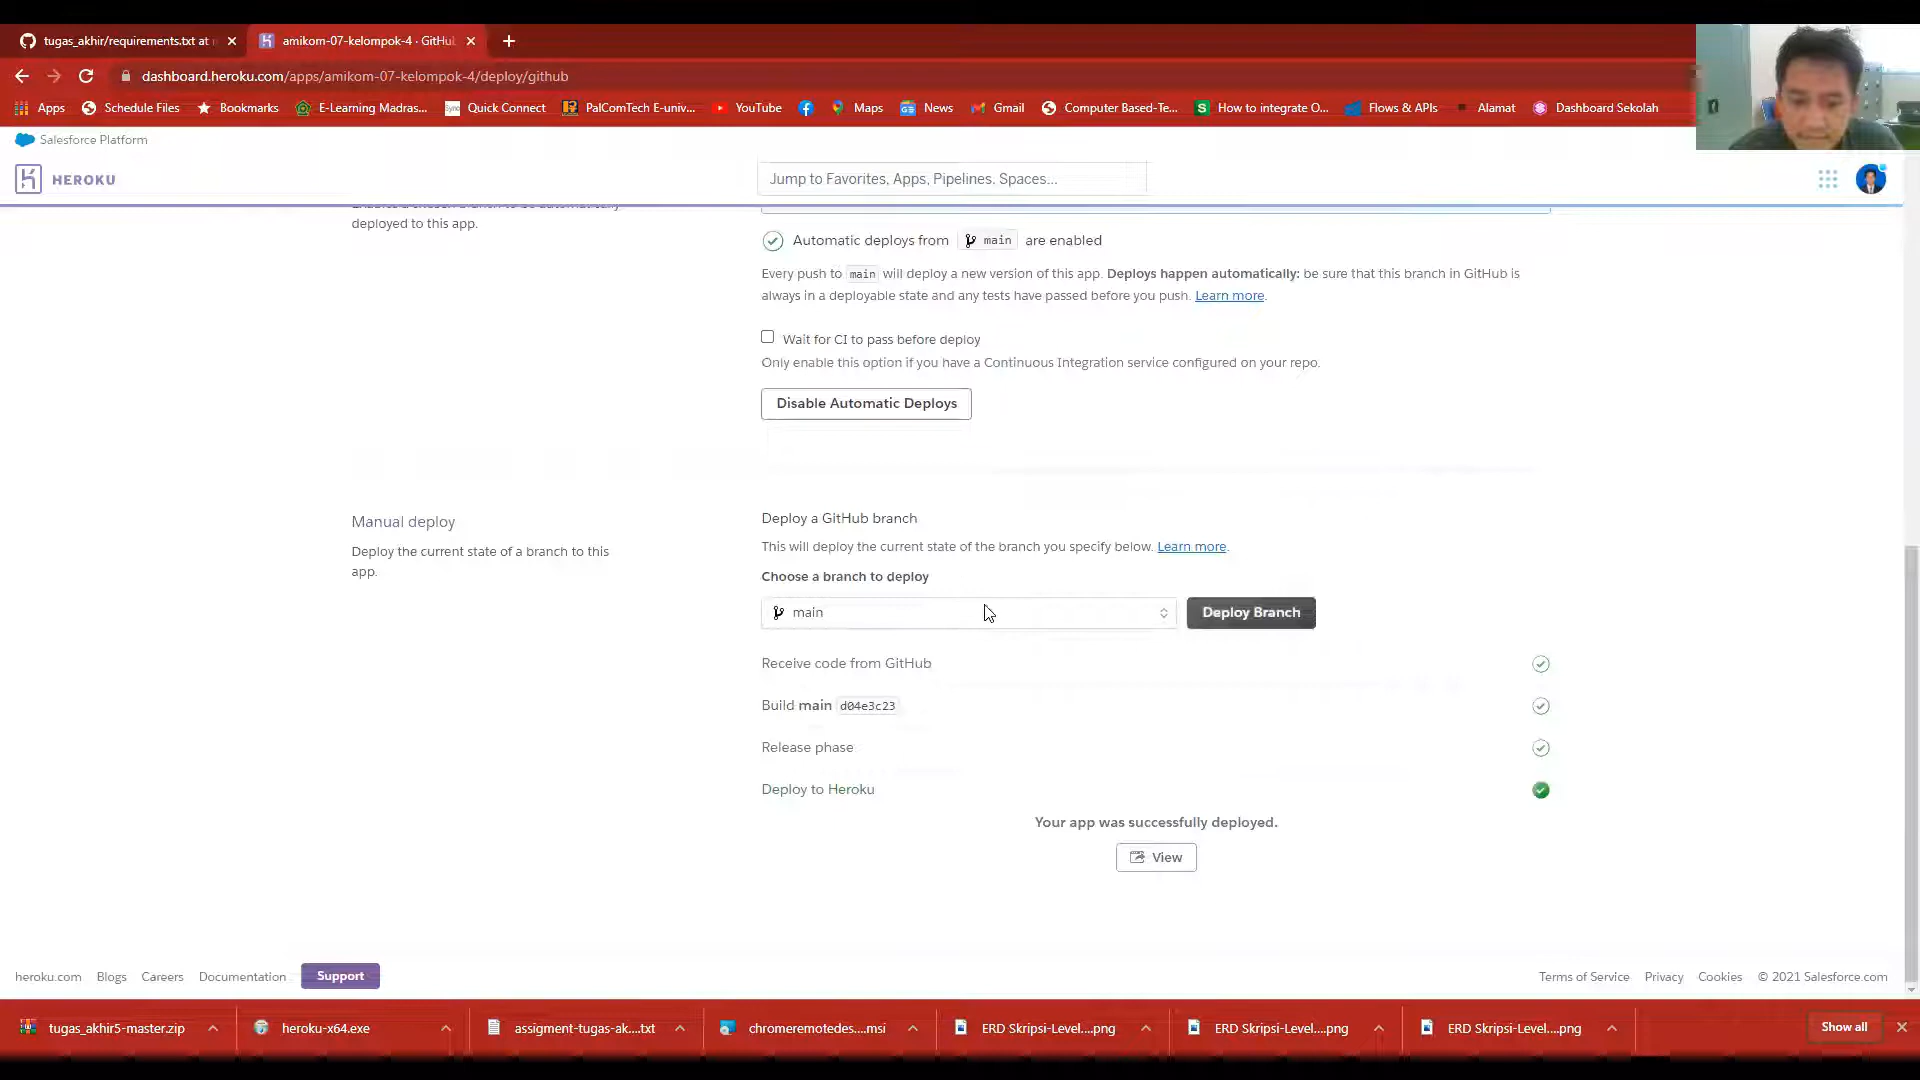 tugas_akhir/requirements.txt at
amikom-07-kelompok-4 · GitHu
dashboard.heroku.com/apps/amikom-07-kelompok-4/deploy/github
Apps
Schedule Files
Bookmarks
E-Learning Madras...
Quick Connect
PalComTech E-univ...
YouTube
Maps
News
Gmail
Computer Based-Te...
How to integrate O...
Flows & APIs
Alamat
Dashboard Sekolah
Salesforce Platform
HEROKU
Jump to Favorites, Apps, Pipelines, Spaces...
deployed to this app.
Automatic deploys from main are enabled
Every push to main will deploy a new version of this app. Deploys happen automatically: be sure that this branch in GitHub is
always in a deployable state and any tests have passed before you push. Learn more.
Wait for CI to pass before deploy
Only enable this option if you have a Continuous Integration service configured on your repo.
Disable Automatic Deploys
Manual deploy
Deploy the current state of a branch to this
app.
Deploy a GitHub branch
This will deploy the current state of the branch you specify below. Learn more.
Choose a branch to deploy
main
Deploy Branch
Receive code from GitHub
Build main d04e3c23
Release phase
Deploy to Heroku
Your app was successfully deployed.
View
heroku.com
Blogs
Careers
Documentation
Support
Terms of Service
Privacy
Cookies
© 2021 Salesforce.com
tugas_akhir5-master.zip
heroku-x64.exe
assigment-tugas-ak....txt
chromeremotedes....msi
ERD Skripsi-Level....png
ERD Skripsi-Level....png
ERD Skripsi-Level....png
Show all